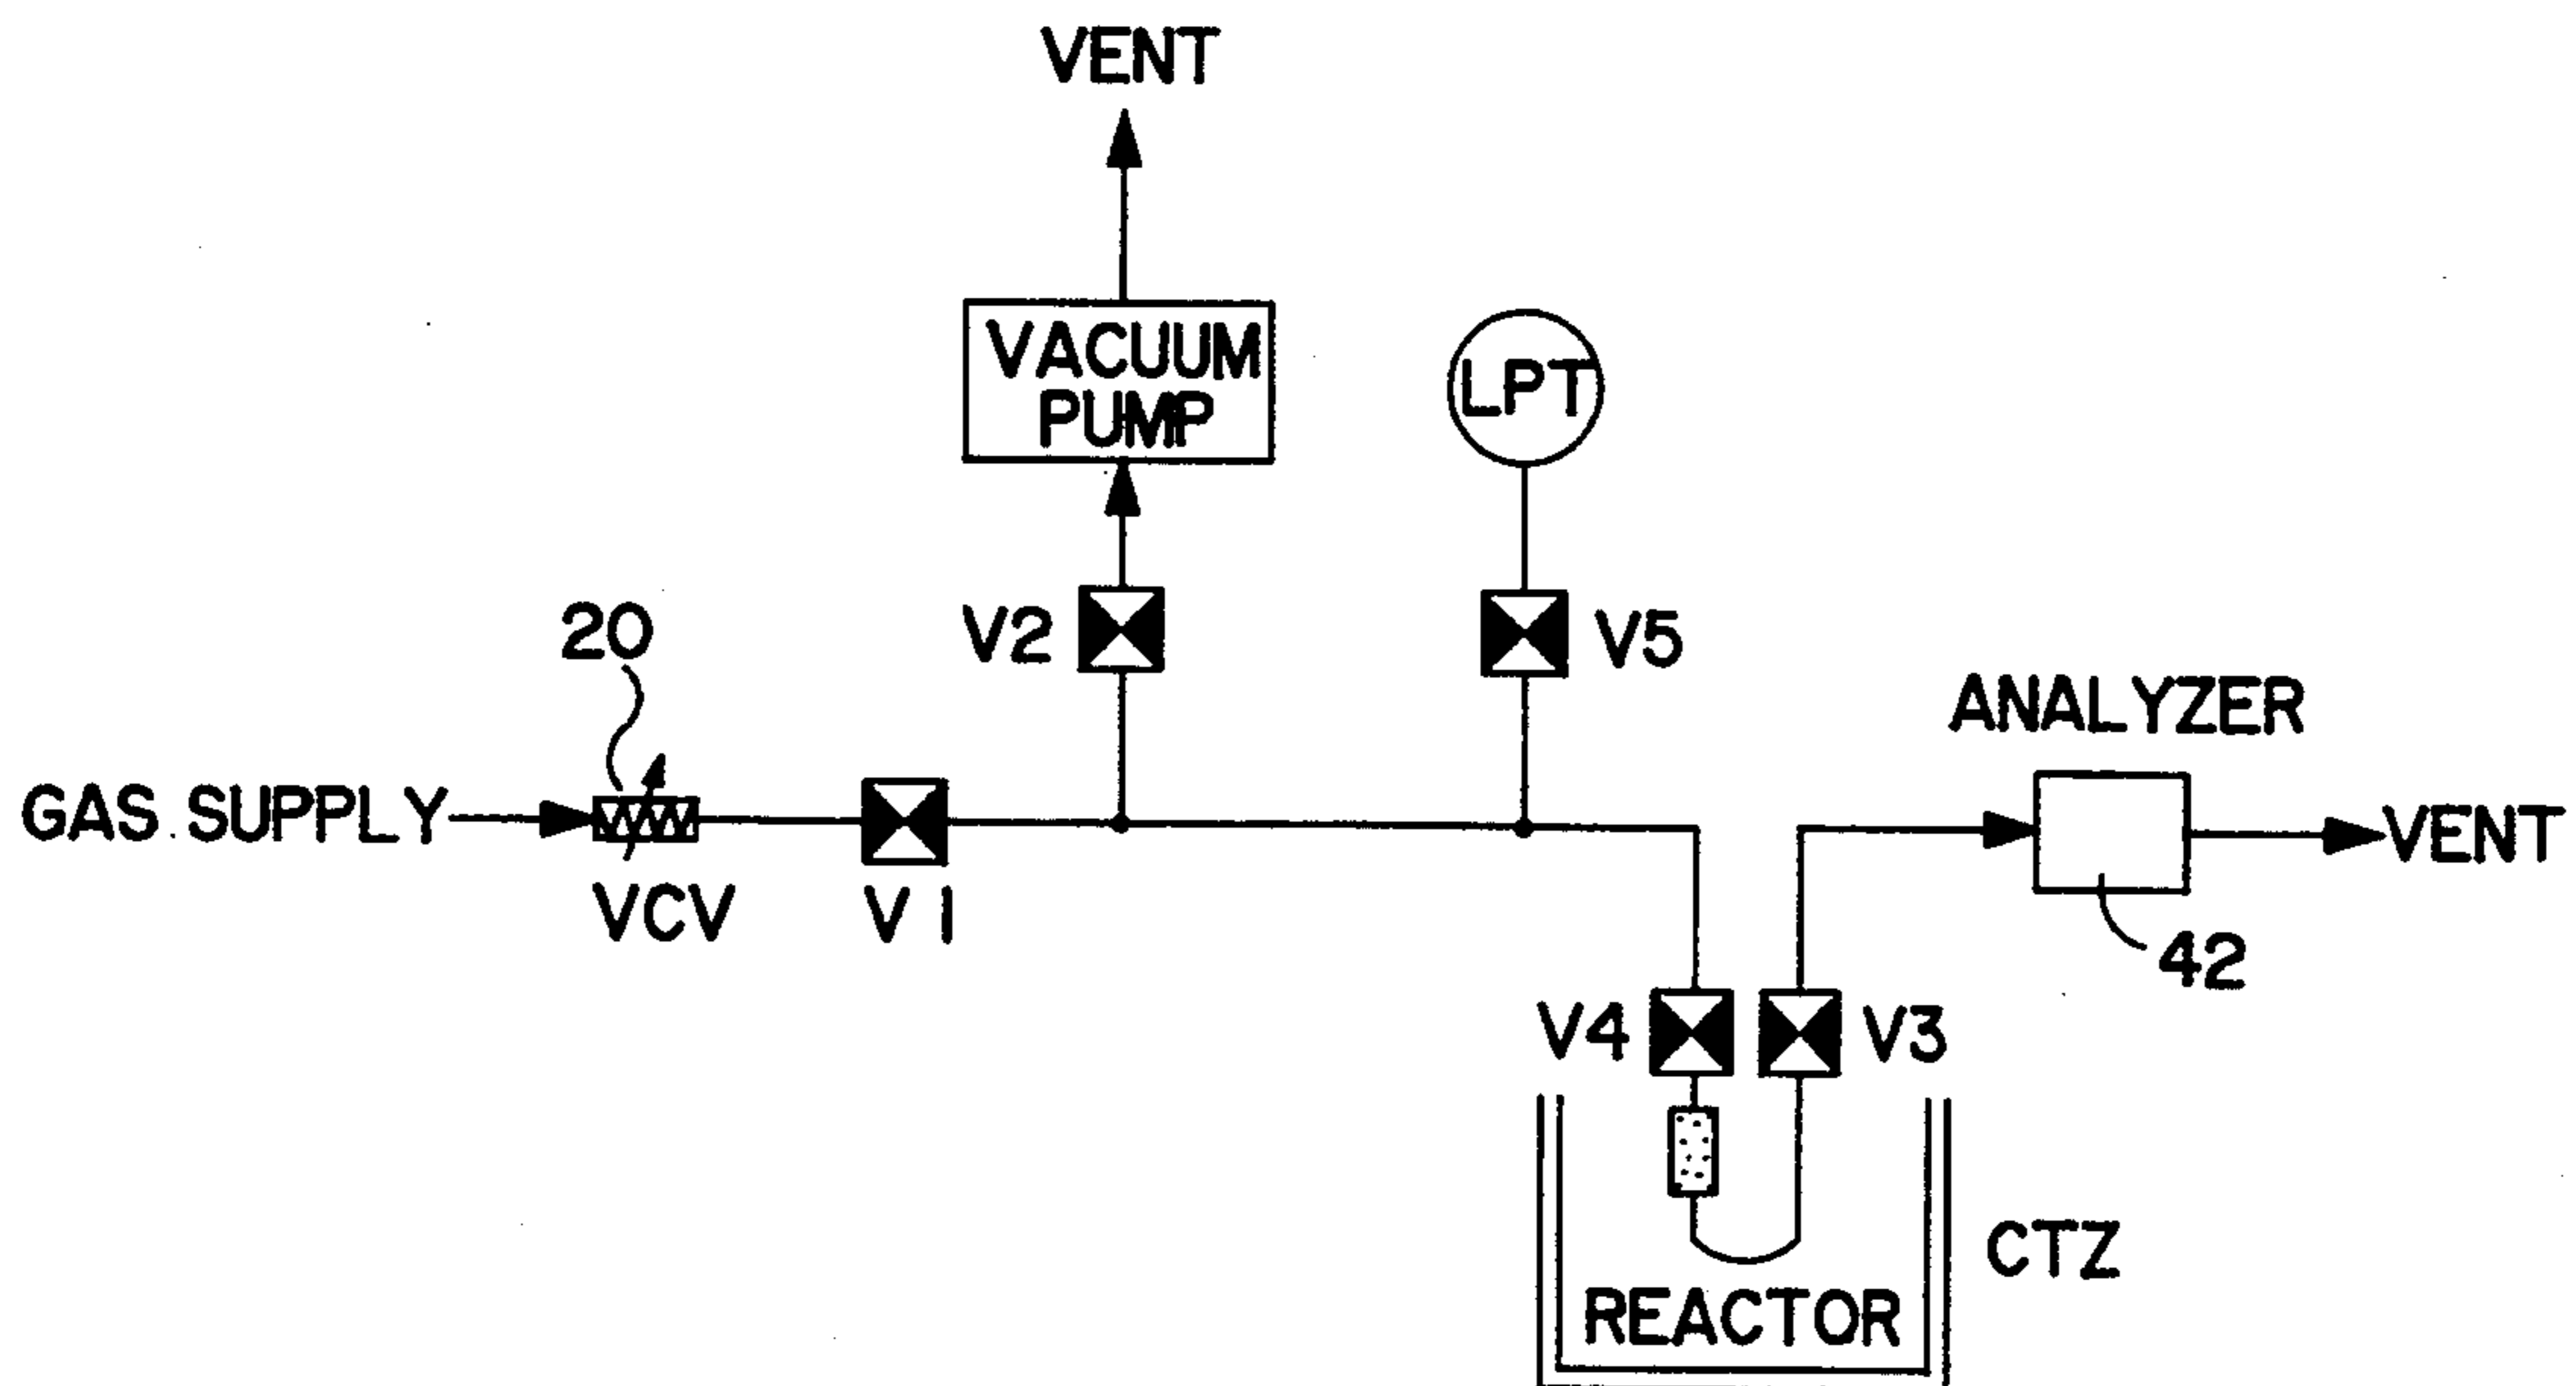 VENT
VACUUM
PUMP
LPT
20
V2
V5
ANALYZER
GAS SUPPLY
VENT
VCV
V1
42
V4
V3
CTZ
REACTOR